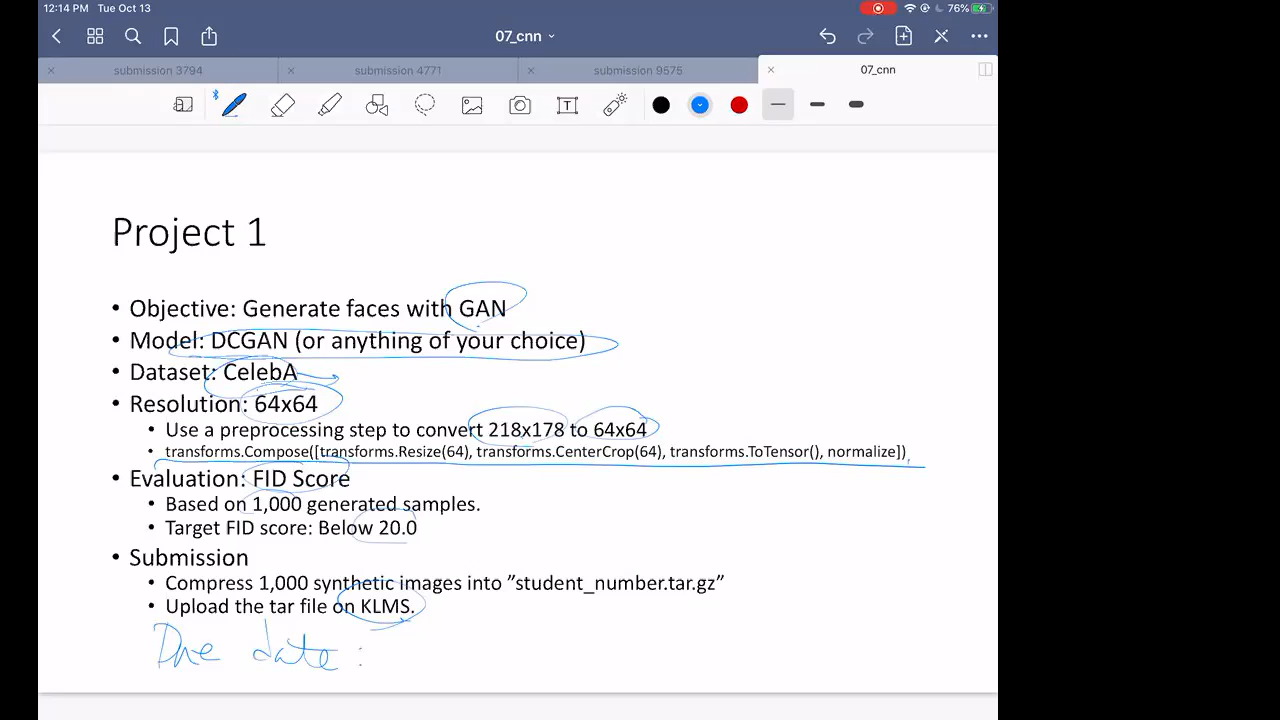 12:14 PM Tue Oct 13 76%
07_cnn
submission 3794 submission 4771 submission 9575 07_cnn
T
Project 1
• Objective: Generate faces with GAN
• Model: DCGAN (or anything of your choice)
• Dataset: CelebA
• Resolution: 64x64
• Use a preprocessing step to convert 218x178 to 64x64
• transforms.Compose([transforms.Resize(64), transforms.CenterCrop(64), transforms.ToTensor(), normalize])
• Evaluation: FID Score
• Based on 1,000 generated samples.
• Target FID score: Below 20.0
• Submission
• Compress 1,000 synthetic images into ”student_number.tar.gz”
• Upload the tar file on KLMS.
Due date :